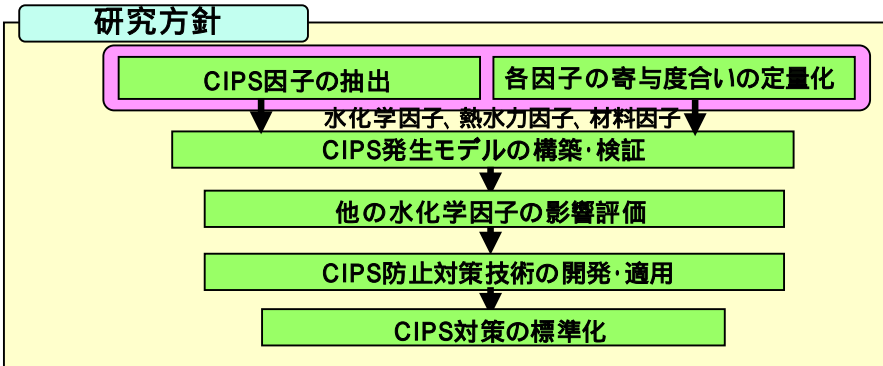 研究方針
CIPS因子の抽出
各因子の寄与度合いの定量化
水化学因子、熱水力因子、材料因子
CIPS発生モデルの構築・検証
他の水化学因子の影響評価
CIPS防止対策技術の開発・適用
CIPS対策の標準化